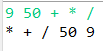 9 50 + * /
* + / 50 9